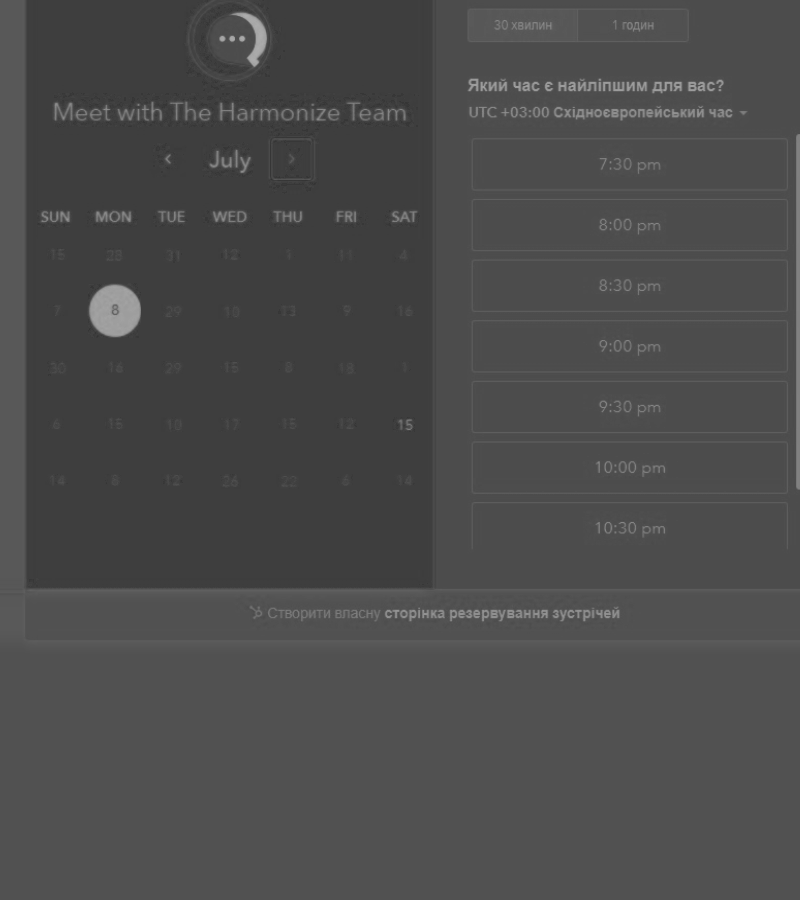 30 хвилин 1 годин
Який час є найліпшим для вас?
UTC +03:00 Східноєвропейський час
Meet with The Harmonize Team
July
SUN MON TUE WED THU FRI SAT
15 28 31 12 1 11 4
7 8 29 10 13 9 16
30 14 29 15 8 18 1
6 15 10 17 15 12 15
14 8 12 26 22 6 14
7:30 pm
8:00 pm
8:30 pm
9:00 pm
9:30 pm
10:00 pm
10:30 pm
Створити власну сторінка резервування зустрічей